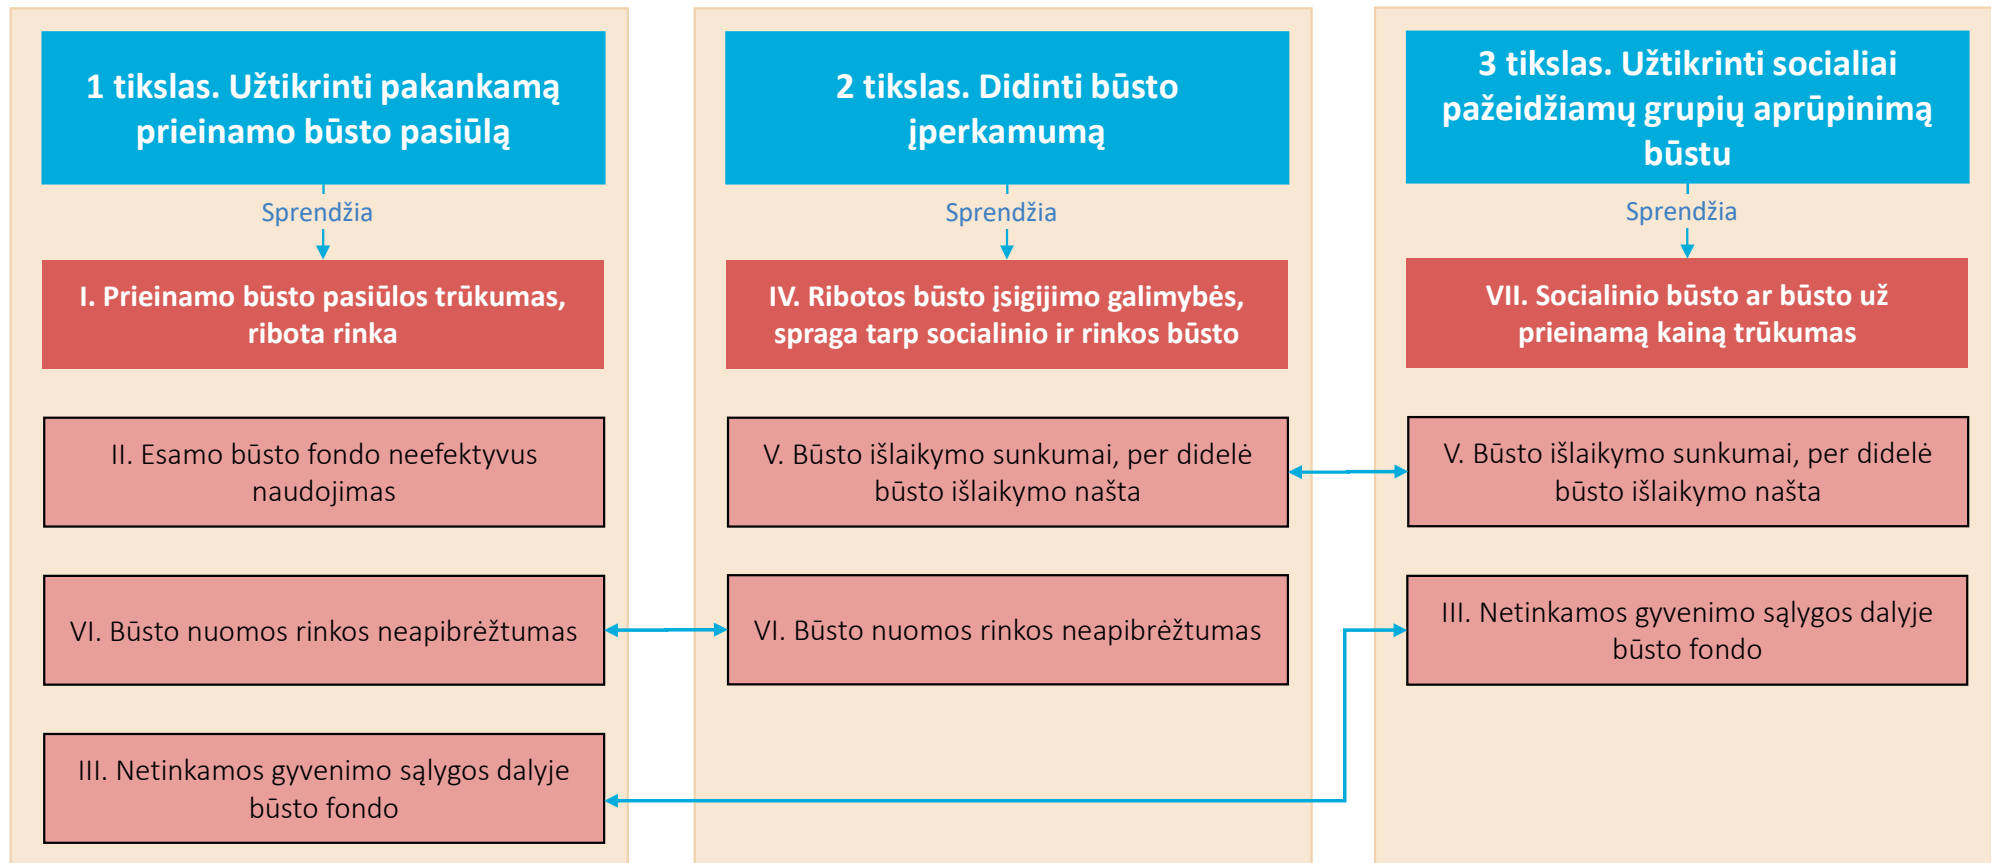 1 tikslas. Užtikrinti pakankamą
prieinamo būsto pasiūlą
Sprendžia
I. Prieinamo būsto pasiūlos trūkumas,
ribota rinka
II. Esamo būsto fondo neefektyvus
naudojimas
VI. Būsto nuomos rinkos neapibrėžtumas
III. Netinkamos gyvenimo sąlygos dalyje
būsto fondo
2 tikslas. Didinti būsto
įperkamumą
Sprendžia
IV. Ribotos būsto įsigijimo galimybės,
spraga tarp socialinio ir rinkos būsto
V. Būsto išlaikymo sunkumai, per didelė
būsto išlaikymo našta
VI. Būsto nuomos rinkos neapibrėžtumas
3 tikslas. Užtikrinti socialiai
pažeidžiamų grupių aprūpinimą
būstu
Sprendžia
VII. Socialinio būsto ar būsto už
prieinamą kainą trūkumas
V. Būsto išlaikymo sunkumai, per didelė
būsto išlaikymo našta
III. Netinkamos gyvenimo sąlygos dalyje
būsto fondo